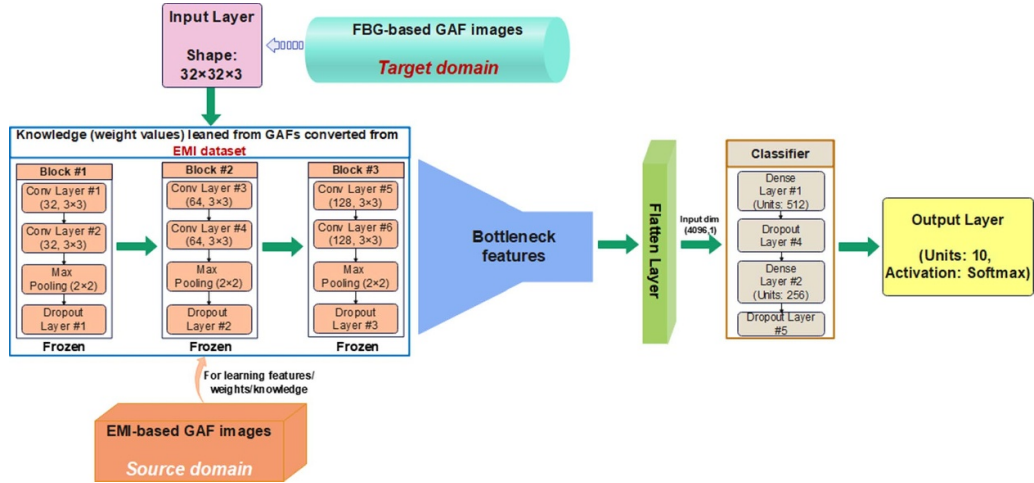 Input Layer
Shape:
32×32×3
FBG-based GAF images
Target domain
Knowledge (weight values) leaned from GAFs converted from
EMI dataset
Block #1
Conv Layer #1
(32, 3×3)
Conv Layer #2
(32, 3×3)
Max
Pooling (2×2)
Dropout
Layer #1
Frozen
Block #2
Conv Layer #3
(64, 3×3)
Conv Layer #4
(64, 3×3)
Max
Pooling (2×2)
Dropout
Layer #2
Frozen
Block #3
Conv Layer #5
(128, 3×3)
Conv Layer #6
(128, 3×3)
Max
Pooling (2×2)
Dropout
Layer #3
Frozen
For learning features/
weights/knowledge
EMI-based GAF images
Source domain
Bottleneck
features
Flatten Layer
Input dim
(4096,1)
Classifier
Dense
Layer #1
(Units: 512)
Dropout
Layer #4
Dense
Layer #2
(Units: 256)
Dropout Layer
#5
Output Layer
(Units: 10,
Activation: Softmax)